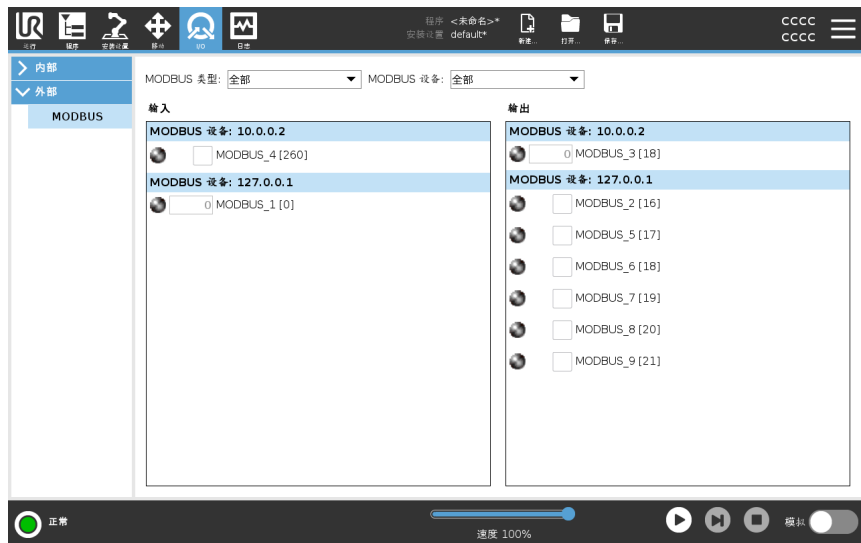 UR
运行
程序
安装设置
移动
I/O
日志
程序 <未命名>*
安装设置 default*
新建...
打开...
保存...
CCCC
CCCC
内部
外部
MODBUS
MODBUS 类型: 全部
MODBUS 设备: 全部
输入
MODBUS 设备: 10.0.0.2
MODBUS_4 [260]
MODBUS 设备: 127.0.0.1
0 MODBUS_1 [0]
输出
MODBUS 设备: 10.0.0.2
0 MODBUS_3 [18]
MODBUS 设备: 127.0.0.1
MODBUS_2 [16]
MODBUS_5 [17]
MODBUS_6 [18]
MODBUS_7 [19]
MODBUS_8 [20]
MODBUS_9 [21]
正常
速度 100%
模拟